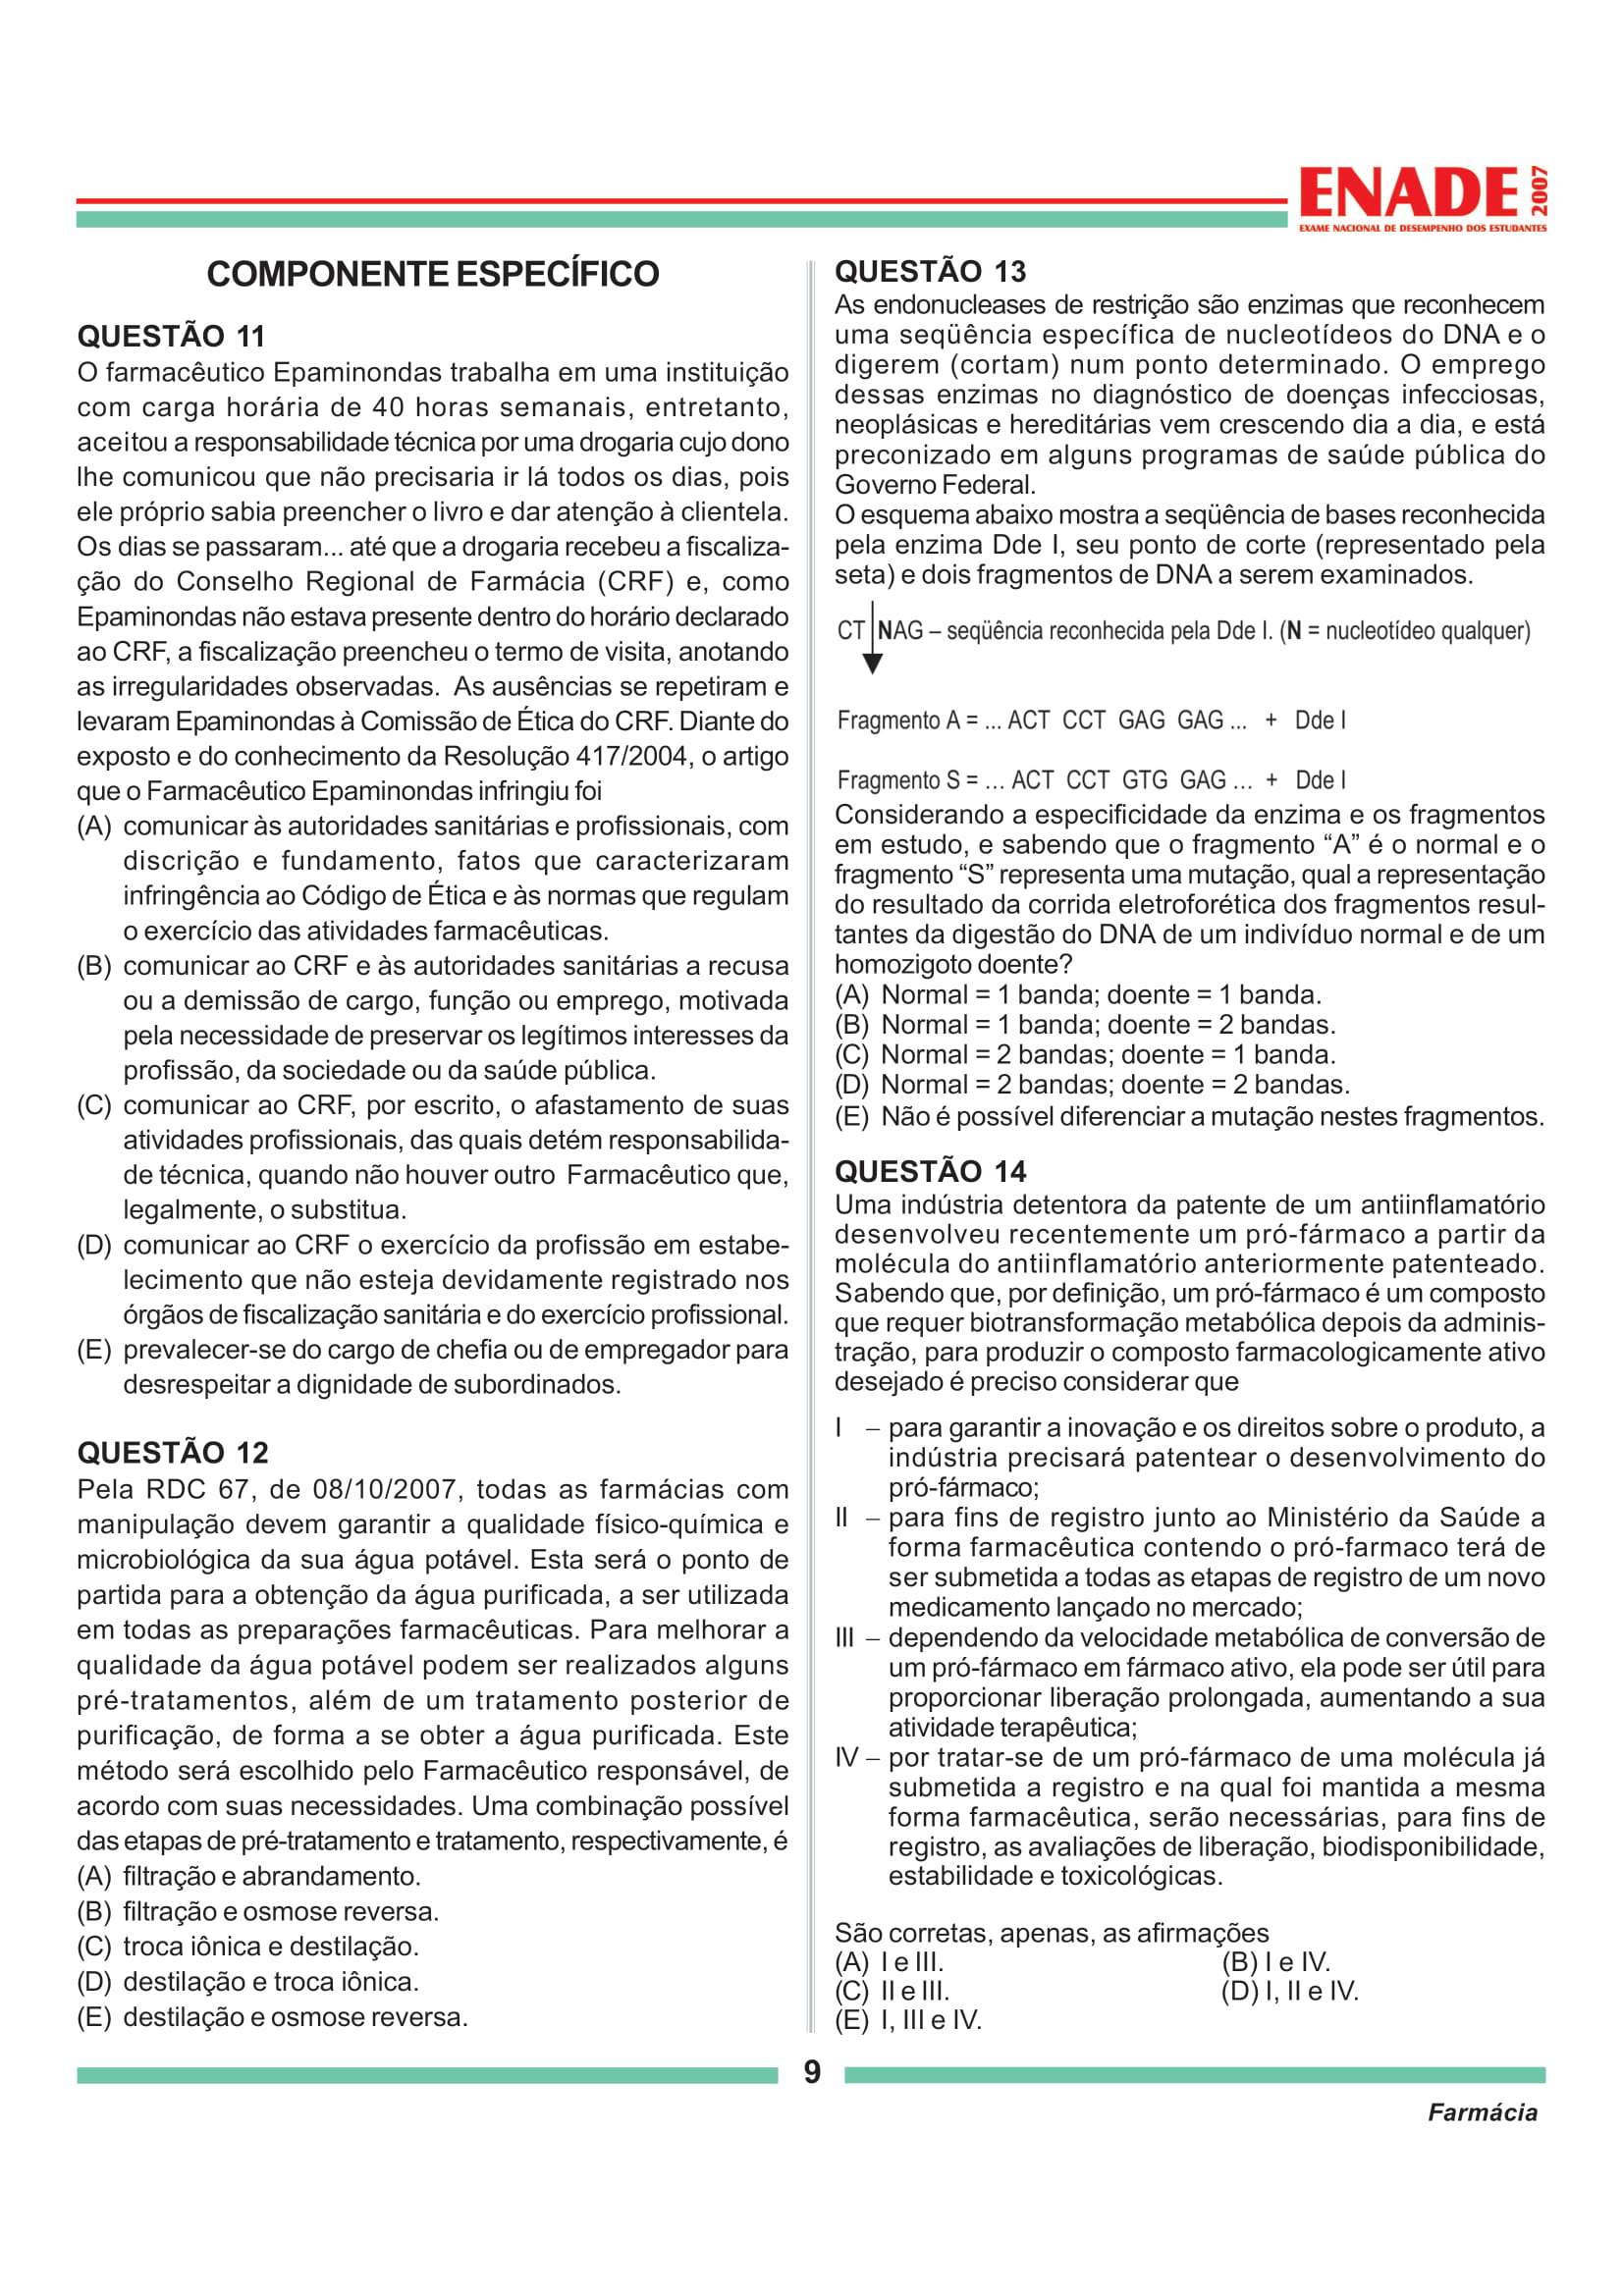 ENADE 2007
EXAME NACIONAL DE DESEMPENHO DOS ESTUDANTES
COMPONENTE ESPECÍFICO
QUESTÃO 11
O farmacêutico Epaminondas trabalha em uma instituição
com carga horária de 40 horas semanais, entretanto,
aceitou a responsabilidade técnica por uma drogaria cujo dono
lhe comunicou que não precisaria ir lá todos os dias, pois
ele próprio sabia preencher o livro e dar atenção à clientela.
Os dias se passaram... até que a drogaria recebeu a fiscaliza-
ção do Conselho Regional de Farmácia (CRF) e, como
Epaminondas não estava presente dentro do horário declarado
ao CRF, a fiscalização preencheu o termo de visita, anotando
as irregularidades observadas. As ausências se repetiram e
levaram Epaminondas à Comissão de Ética do CRF. Diante do
exposto e do conhecimento da Resolução 417/2004, o artigo
que o Farmacêutico Epaminondas infringiu foi
(A) comunicar às autoridades sanitárias e profissionais, com
discrição e fundamento, fatos que caracterizaram
infringência ao Código de Ética e às normas que regulam
o exercício das atividades farmacêuticas.
(B) comunicar ao CRF e às autoridades sanitárias a recusa
ou a demissão de cargo, função ou emprego, motivada
pela necessidade de preservar os legítimos interesses da
profissão, da sociedade ou da saúde pública.
(C) comunicar ao CRF, por escrito, o afastamento de suas
atividades profissionais, das quais detém responsabilida-
de técnica, quando não houver outro Farmacêutico que,
legalmente, o substitua.
(D) comunicar ao CRF o exercício da profissão em estabe-
lecimento que não esteja devidamente registrado nos
órgãos de fiscalização sanitária e do exercício profissional.
(E) prevalecer-se do cargo de chefia ou de empregador para
desrespeitar a dignidade de subordinados.
QUESTÃO 12
Pela RDC 67, de 08/10/2007, todas as farmácias com
manipulação devem garantir a qualidade físico-química e
microbiológica da sua água potável. Esta será o ponto de
partida para a obtenção da água purificada, a ser utilizada
em todas as preparações farmacêuticas. Para melhorar a
qualidade da água potável podem ser realizados alguns
pré-tratamentos, além de um tratamento posterior de
purificação, de forma a se obter a água purificada. Este
método será escolhido pelo Farmacêutico responsável, de
acordo com suas necessidades. Uma combinação possível
das etapas de pré-tratamento e tratamento, respectivamente, é
(A) filtração e abrandamento.
(B) filtração e osmose reversa.
(C) troca iônica e destilação.
(D) destilação e troca iônica.
(E) destilação e osmose reversa.
QUESTÃO 13
As endonucleases de restrição são enzimas que reconhecem
uma seqüência específica de nucleotídeos do DNA e o
digerem (cortam) num ponto determinado. O emprego
dessas enzimas no diagnóstico de doenças infecciosas,
neoplásicas e hereditárias vem crescendo dia a dia, e está
preconizado em alguns programas de saúde pública do
Governo Federal.
O esquema abaixo mostra a seqüência de bases reconhecida
pela enzima Dde I, seu ponto de corte (representado pela
seta) e dois fragmentos de DNA a serem examinados.
CT NAG – seqüência reconhecida pela Dde I. (N = nucleotídeo qualquer)
Fragmento A = ... ACT CCT GAG GAG ... + Dde I
Fragmento S = … ACT CCT GTG GAG … + Dde I
Considerando a especificidade da enzima e os fragmentos
em estudo, e sabendo que o fragmento “A” é o normal e o
fragmento “S” representa uma mutação, qual a representação
do resultado da corrida eletroforética dos fragmentos resul-
tantes da digestão do DNA de um indivíduo normal e de um
homozigoto doente?
(A) Normal = 1 banda; doente = 1 banda.
(B) Normal = 1 banda; doente = 2 bandas.
(C) Normal = 2 bandas; doente = 1 banda.
(D) Normal = 2 bandas; doente = 2 bandas.
(E) Não é possível diferenciar a mutação nestes fragmentos.
QUESTÃO 14
Uma indústria detentora da patente de um antiinflamatório
desenvolveu recentemente um pró-fármaco a partir da
molécula do antiinflamatório anteriormente patenteado.
Sabendo que, por definição, um pró-fármaco é um composto
que requer biotransformação metabólica depois da adminis-
tração, para produzir o composto farmacologicamente ativo
desejado é preciso considerar que
I – para garantir a inovação e os direitos sobre o produto, a
indústria precisará patentear o desenvolvimento do
pró-fármaco;
II – para fins de registro junto ao Ministério da Saúde a
forma farmacêutica contendo o pró-farmaco terá de
ser submetida a todas as etapas de registro de um novo
medicamento lançado no mercado;
III – dependendo da velocidade metabólica de conversão de
um pró-fármaco em fármaco ativo, ela pode ser útil para
proporcionar liberação prolongada, aumentando a sua
atividade terapêutica;
IV – por tratar-se de um pró-fármaco de uma molécula já
submetida a registro e na qual foi mantida a mesma
forma farmacêutica, serão necessárias, para fins de
registro, as avaliações de liberação, biodisponibilidade,
estabilidade e toxicológicas.
São corretas, apenas, as afirmações
(A) I e III. (B) I e IV.
(C) II e III. (D) I, II e IV.
(E) I, III e IV.
9
Farmácia